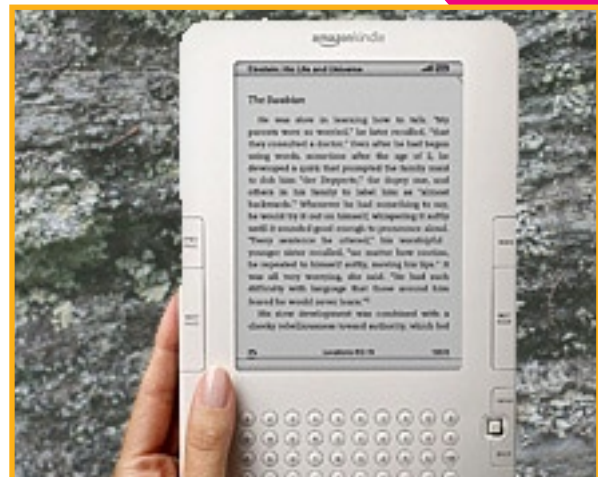 amazonkindle
Einstein: His Life and Universe
The Swabian
He was slow in learning how to talk. "My
parents were so worried," he later recalled, "that
they consulted a doctor." Even after he had begun
using words, sometime after the age of 2, he
developed a quirk that prompted the family maid
to dub him "der Depperte," the dopey one, and
others in his family to label him as "almost
backwards." Whenever he had something to say,
he would try it out on himself, whispering it softly
until it sounded good enough to pronounce aloud.
"Every sentence he uttered," his worshipful
younger sister recalled, "no matter how routine,
he repeated to himself softly, moving his lips." It
was all very worrying, she said. "He had such
difficulty with language that those around him
feared he would never learn."
His slow development was combined with a
cheeky rebelliousness toward authority, which led